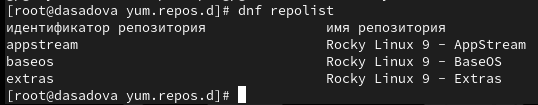 [root@dasadova yum.repos.d]# dnf repolist
идентификатор репозитория имя репозитория
appstream Rocky Linux 9 - AppStream
baseos Rocky Linux 9 - BaseOS
extras Rocky Linux 9 - Extras
[root@dasadova yum.repos.d]#